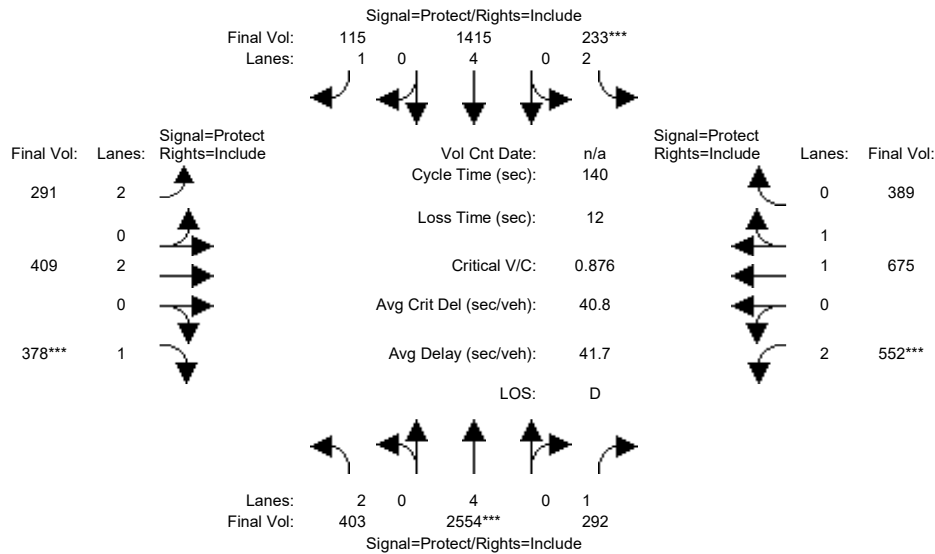 Signal=Protect/Rights=Include
Final Vol: 115 1415 233***
Lanes: 1 0 4 0 2
Signal=Protect
Final Vol: Lanes: Rights=Include
Vol Cnt Date: n/a
Signal=Protect
Rights=Include Lanes: Final Vol:
Cycle Time (sec): 140
291 2
0 389
Loss Time (sec): 12
0
1
409 2
Critical V/C: 0.876
1 675
0
Avg Crit Del (sec/veh): 40.8
0
378*** 1
Avg Delay (sec/veh): 41.7
2 552***
LOS: D
Lanes: 2 0 4 0 1
Final Vol: 403 2554*** 292
Signal=Protect/Rights=Include